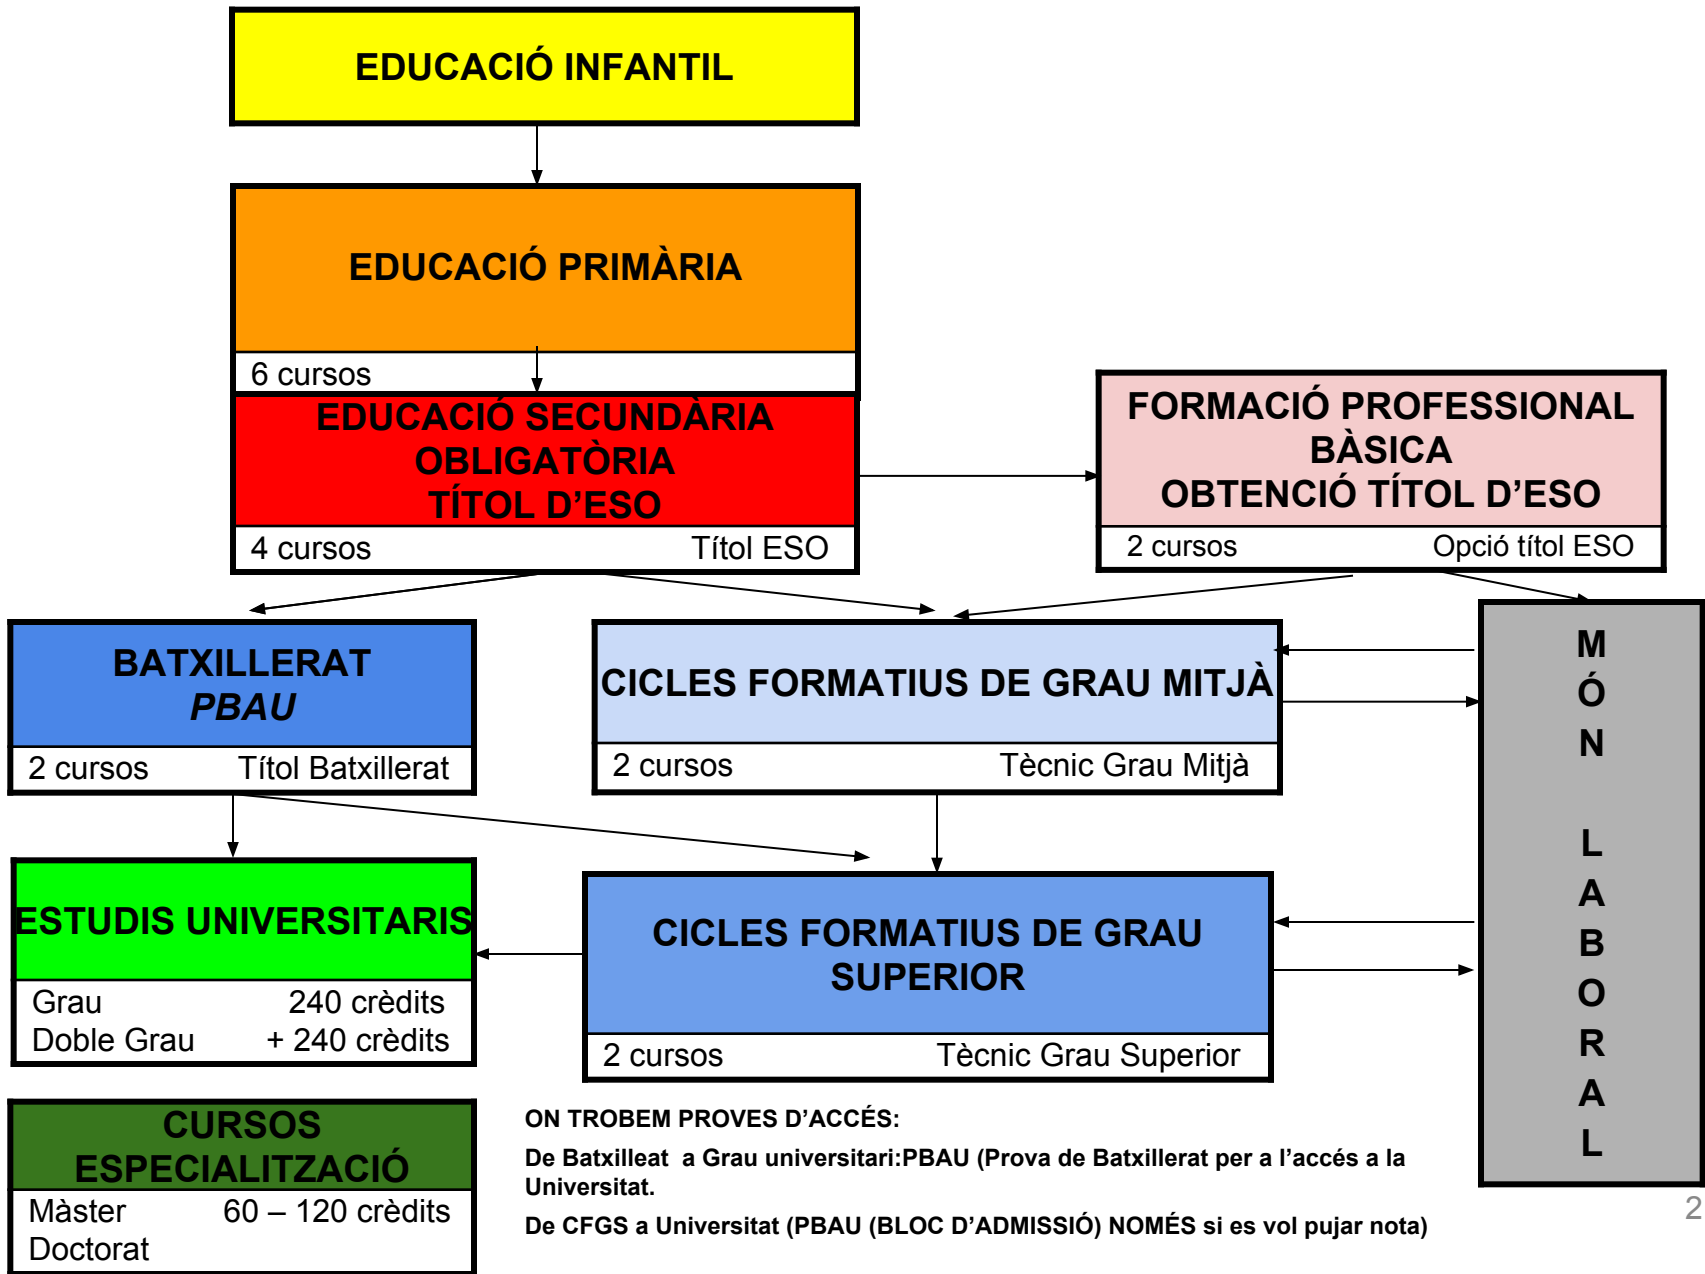 EDUCACIÓ INFANTIL
EDUCACIÓ PRIMÀRIA
6 cursos
EDUCACIÓ SECUNDÀRIA
OBLIGATÒRIA
TÍTOL D’ESO
4 cursos Títol ESO
FORMACIÓ PROFESSIONAL
BÀSICA
OBTENCIÓ TÍTOL D’ESO
2 cursos Opció títol ESO
BATXILLERAT
PBAU
2 cursos Títol Batxillerat
CICLES FORMATIUS DE GRAU MITJÀ
2 cursos Tècnic Grau Mitjà
M
Ó
N
L
A
B
O
R
A
L
ESTUDIS UNIVERSITARIS
Grau 240 crèdits
Doble Grau + 240 crèdits
CICLES FORMATIUS DE GRAU
SUPERIOR
2 cursos Tècnic Grau Superior
CURSOS
ESPECIALITZACIÓ
Màster 60 – 120 crèdits
Doctorat
ON TROBEM PROVES D’ACCÉS:
De Batxilleat a Grau universitari:PBAU (Prova de Batxillerat per a l’accés a la
Universitat.
De CFGS a Universitat (PBAU (BLOC D’ADMISSIÓ) NOMÉS si es vol pujar nota)
2